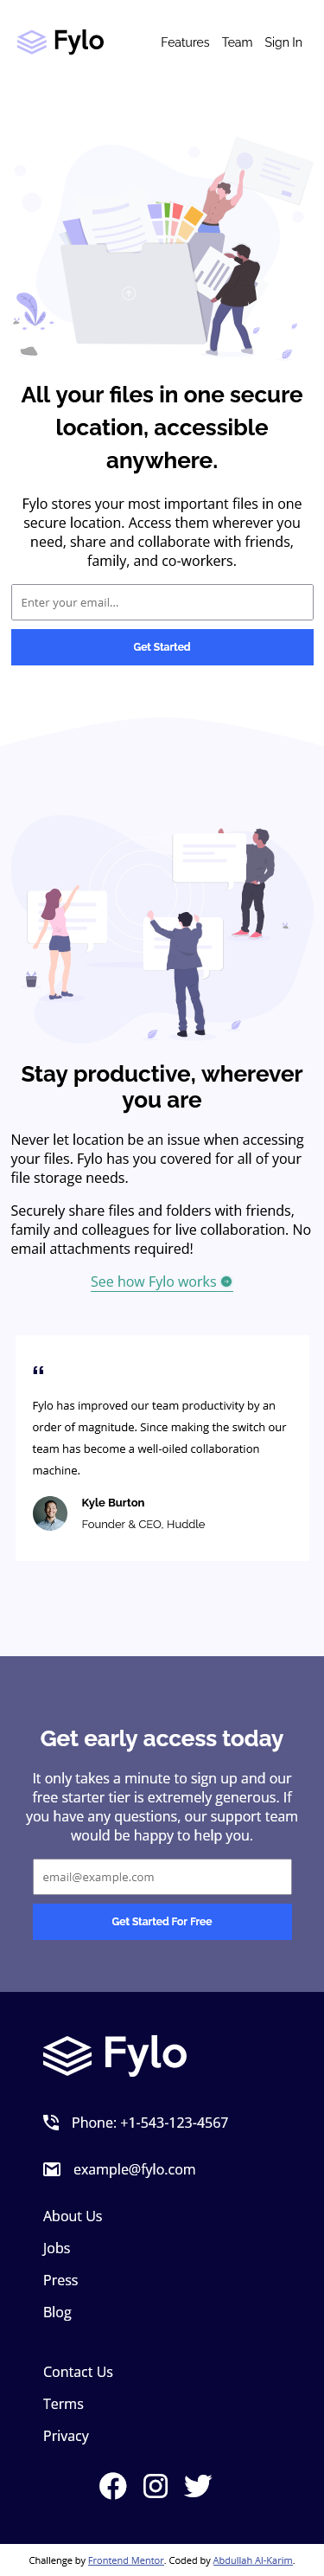 Fylo Features Team Sign In
All your files in one secure
location, accessible
anywhere.
Fylo stores your most important files in one
secure location. Access them wherever you
need, share and collaborate with friends,
family, and co-workers.
Enter your email...
Get Started
Stay productive, wherever
you are
Never let location be an issue when accessing
your files. Fylo has you covered for all of your
file storage needs.
Securely share files and folders with friends,
family and colleagues for live collaboration. No
email attachments required!
See how Fylo works
“
Fylo has improved our team productivity by an
order of magnitude. Since making the switch our
team has become a well-oiled collaboration
machine.
Kyle Burton
Founder & CEO, Huddle
Get early access today
It only takes a minute to sign up and our
free starter tier is extremely generous. If
you have any questions, our support team
would be happy to help you.
email@example.com
Get Started For Free
Fylo
Phone: +1-543-123-4567
example@fylo.com
About Us
Jobs
Press
Blog
Contact Us
Terms
Privacy
Challenge by Frontend Mentor. Coded by Abdullah Al-Karim.